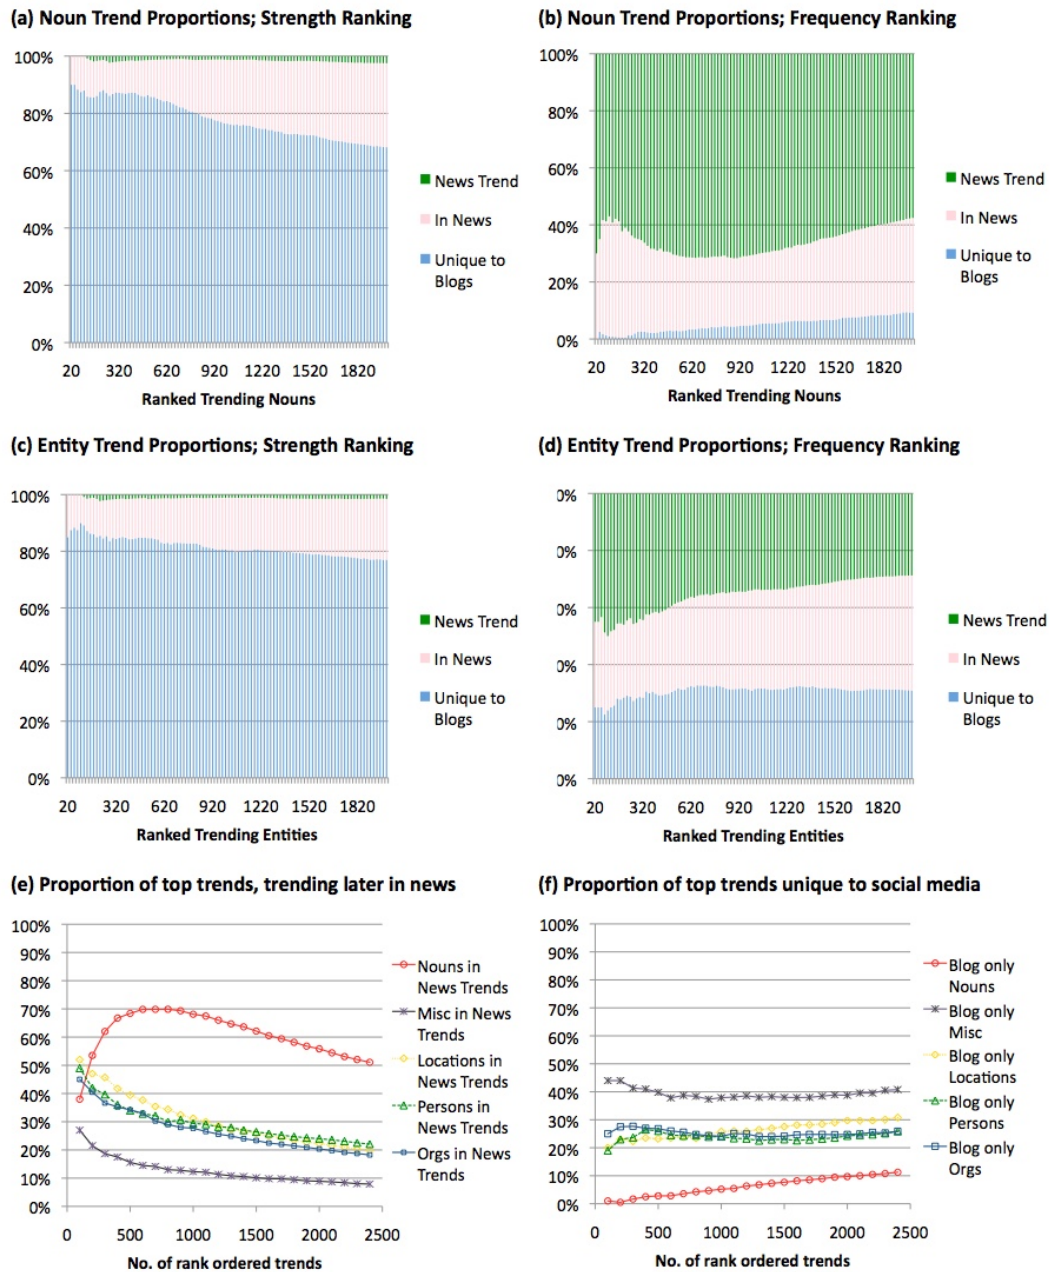 (a) Noun Trend Proportions; Strength Ranking
100%
80%
60%
40%
20%
0%
20 320 620 920 1220 1520 1820
Ranked Trending Nouns
News Trend
In News
Unique to
Blogs
(b) Noun Trend Proportions; Frequency Ranking
100%
80%
60%
40%
20%
0%
20 320 620 920 1220 1520 1820
Ranked Trending Nouns
News Trend
In News
Unique to
Blogs
(c) Entity Trend Proportions; Strength Ranking
100%
80%
60%
40%
20%
0%
20 320 620 920 1220 1520 1820
Ranked Trending Entities
News Trend
In News
Unique to
Blogs
(d) Entity Trend Proportions; Frequency Ranking
0%
0%
0%
0%
0%
0%
20 320 620 920 1220 1520 1820
Ranked Trending Entities
News Trend
In News
Unique to
Blogs
(e) Proportion of top trends, trending later in news
100%
90%
80%
70%
60%
50%
40%
30%
20%
10%
0%
0 500 1000 1500 2000 2500
No. of rank ordered trends
Nouns in
News Trends
Misc in News
Trends
Locations in
News Trends
Persons in
News Trends
Orgs in News
Trends
(f) Proportion of top trends unique to social media
100%
90%
80%
70%
60%
50%
40%
30%
20%
10%
0%
0 500 1000 1500 2000 2500
No. of rank ordered trends
Blog only
Nouns
Blog only
Misc
Blog only
Locations
Blog only
Persons
Blog only
Orgs